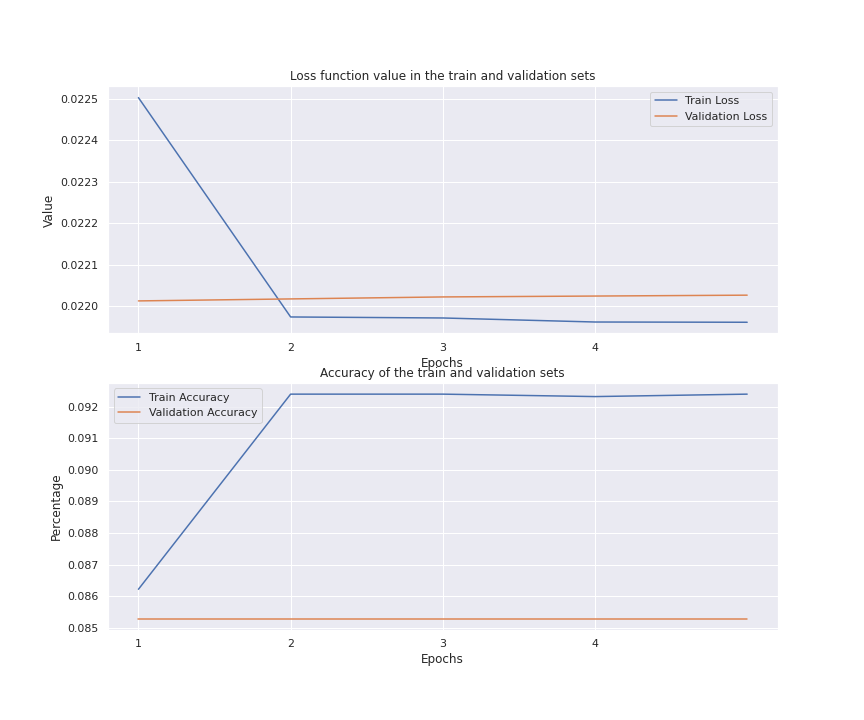 Loss function value in the train and validation sets
0.0225
0.0224
0.0223
0.0222
0.0221
0.0220
Value
Train Loss
Validation Loss
1 2 3 4
Epochs
Accuracy of the train and validation sets
0.092
0.091
0.090
0.089
0.088
0.087
0.086
0.085
Percentage
Train Accuracy
Validation Accuracy
1 2 3 4
Epochs